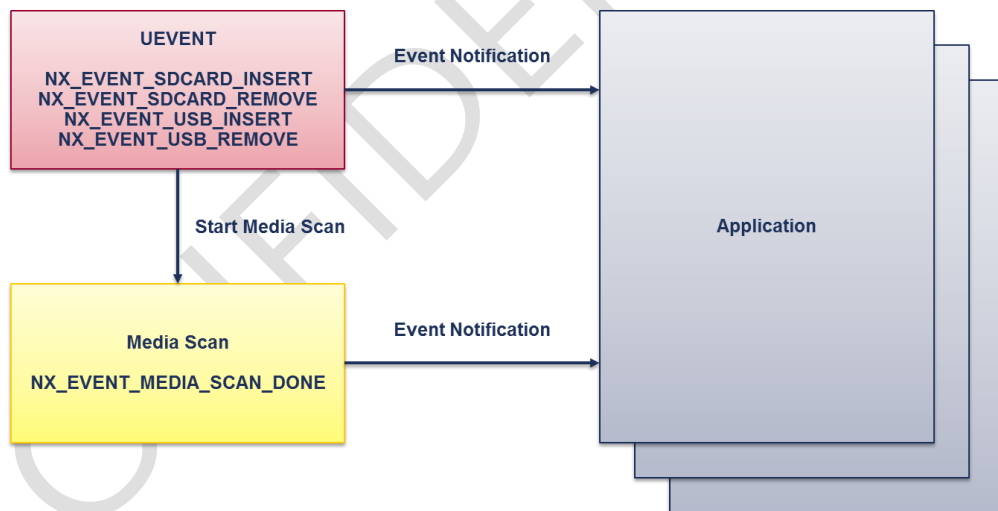 UEVENT
NX_EVENT_SDCARD_INSERT
NX_EVENT_SDCARD_REMOVE
NX_EVENT_USB_INSERT
NX_EVENT_USB_REMOVE
Event Notification
Start Media Scan
Application
Media Scan
NX_EVENT_MEDIA_SCAN_DONE
Event Notification